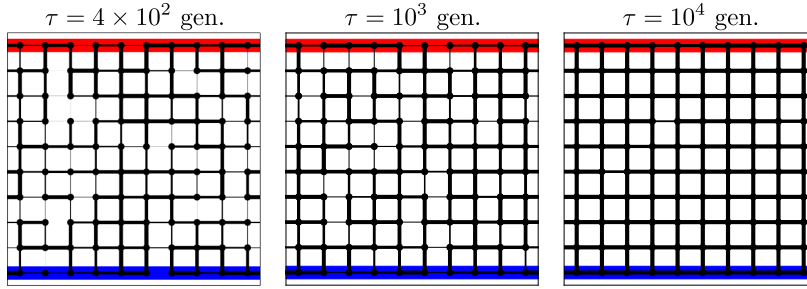 τ = 4 × 10² gen.
τ = 10³ gen.
τ = 10⁴ gen.